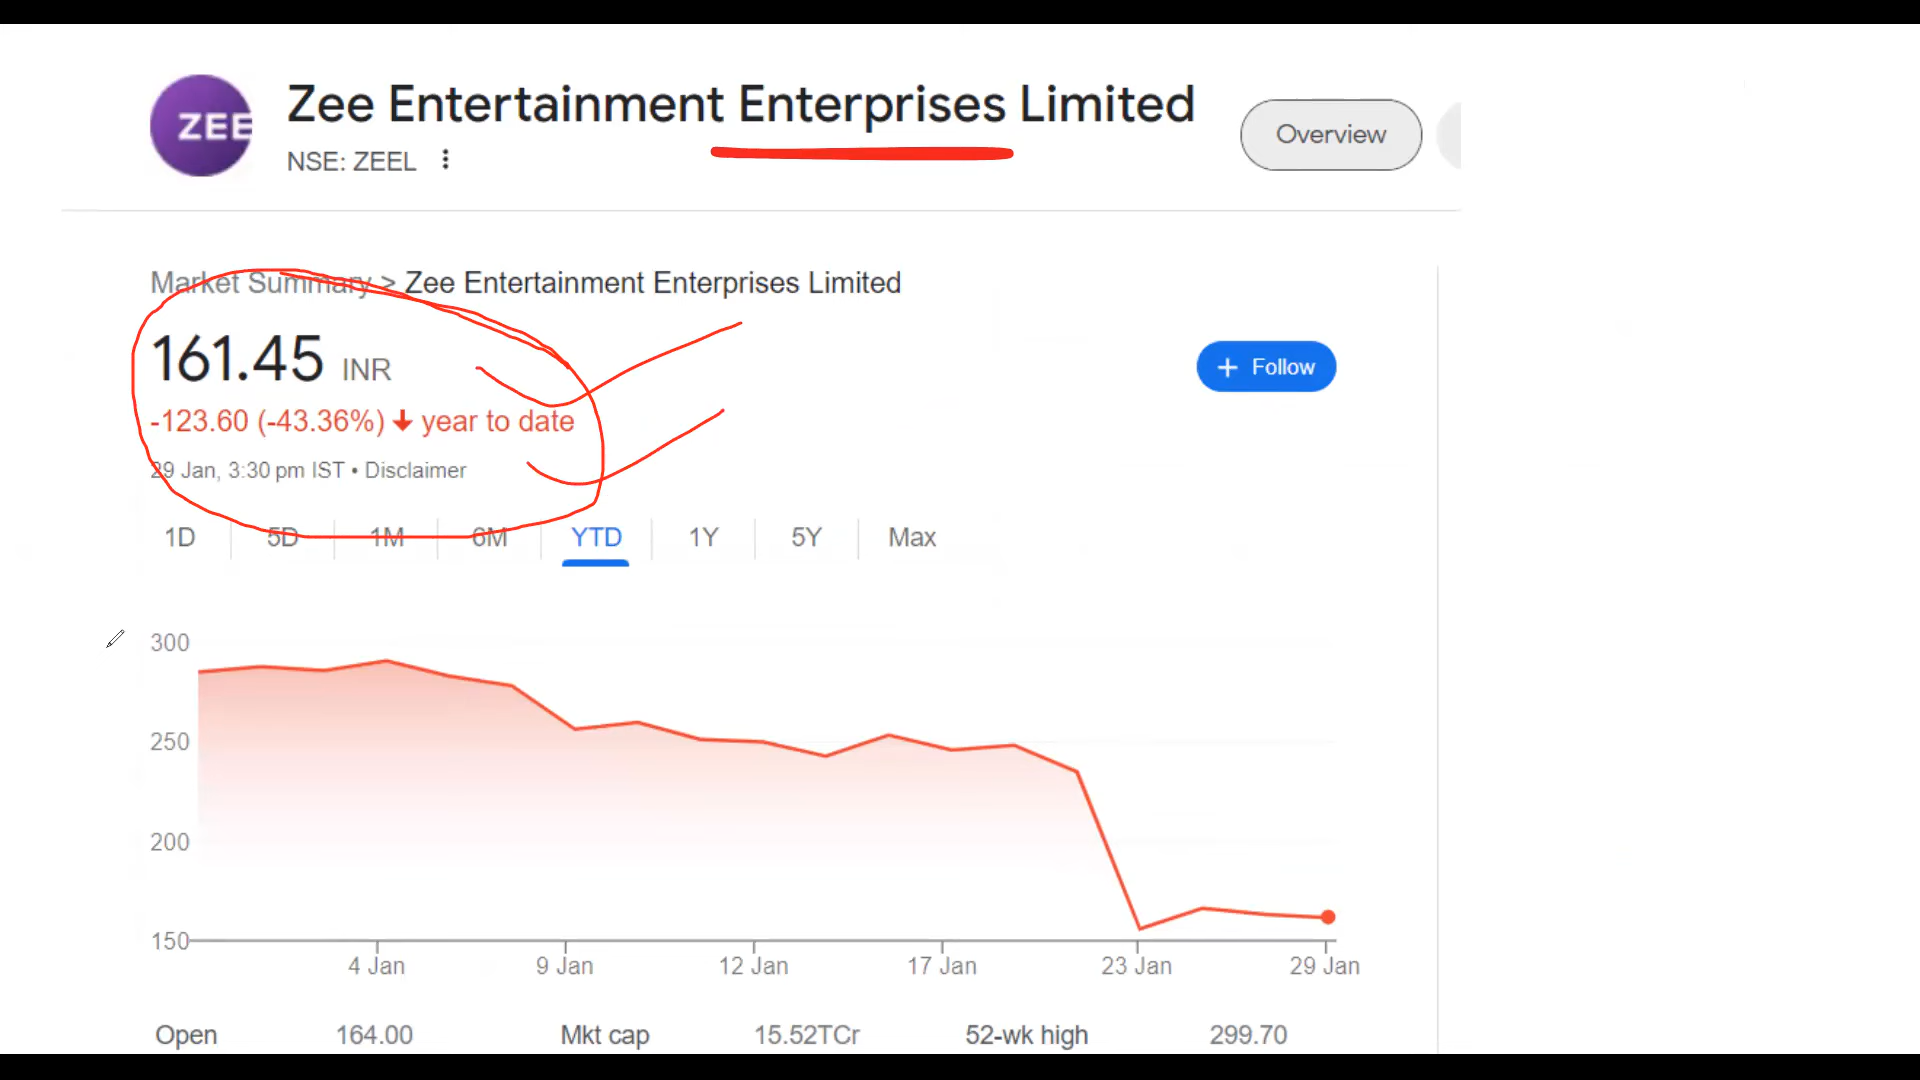 ZEE
Zee Entertainment Enterprises Limited
NSE: ZEEL
Overview
Market Summary > Zee Entertainment Enterprises Limited
161.45 INR
+ Follow
-123.60 (-43.36%) ↓ year to date
29 Jan, 3:30 pm IST • Disclaimer
1D 5D 1M 6M YTD 1Y 5Y Max
300
250
200
150
4 Jan 9 Jan 12 Jan 17 Jan 23 Jan 29 Jan
Open 164.00 Mkt cap 15.52TCr 52-wk high 299.70